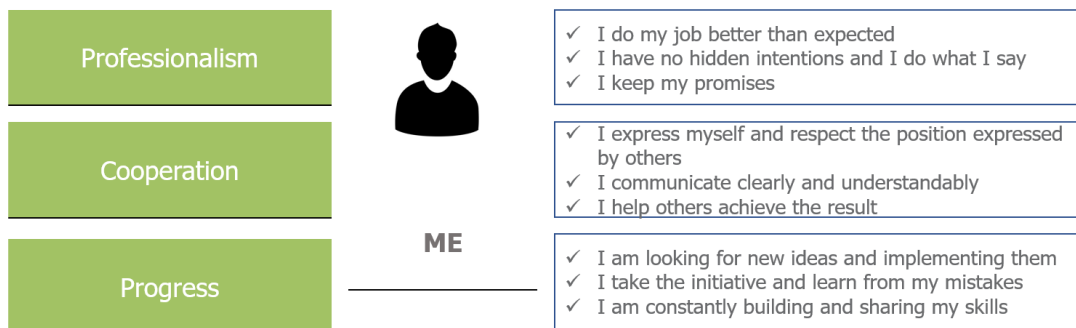 Professionalism
✓ I do my job better than expected
✓ I have no hidden intentions and I do what I say
✓ I keep my promises
Cooperation
✓ I express myself and respect the position expressed
by others
✓ I communicate clearly and understandably
✓ I help others achieve the result
ME
Progress
✓ I am looking for new ideas and implementing them
✓ I take the initiative and learn from my mistakes
✓ I am constantly building and sharing my skills